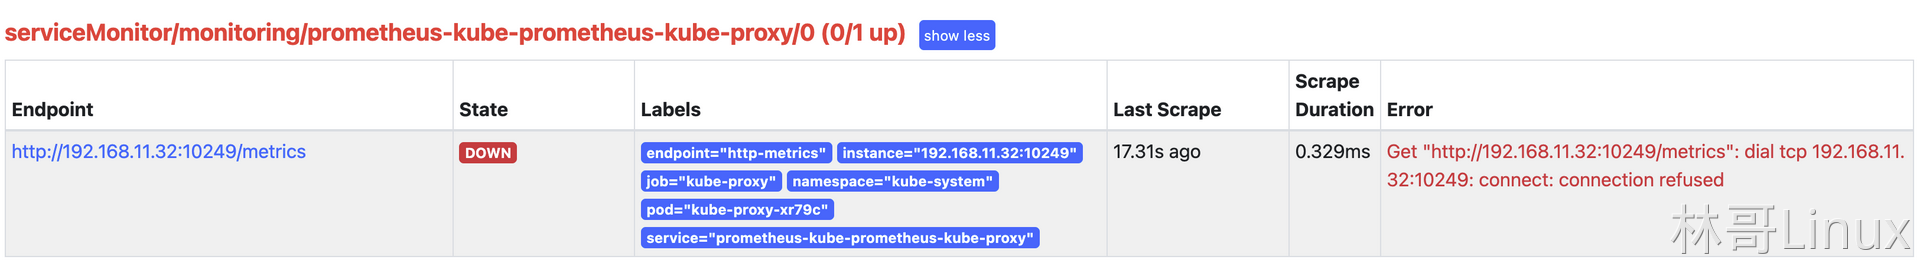 serviceMonitor/monitoring/prometheus-kube-prometheus-kube-proxy/0 (0/1 up) show less
Endpoint State Labels Last Scrape Scrape Duration Error
http://192.168.11.32:10249/metrics DOWN endpoint="http-metrics" instance="192.168.11.32:10249" 17.31s ago 0.329ms Get "http://192.168.11.32:10249/metrics": dial tcp 192.168.11.
job="kube-proxy" namespace="kube-system" 32:10249: connect: connection refused
pod="kube-proxy-xr79c"
service="prometheus-kube-prometheus-kube-proxy"
林哥Linux